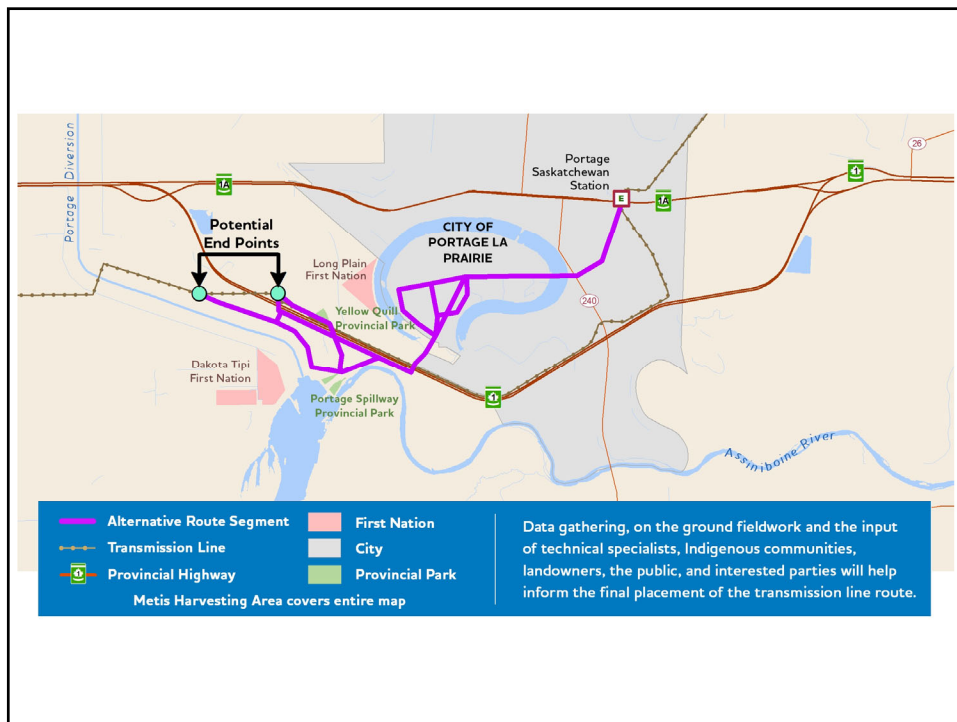 Portage Diversion
1A
Potential
End Points
Long Plain
First Nation
CITY OF
PORTAGE LA
PRAIRIE
Portage
Saskatchewan
Station
E
1A
1
26
240
Yellow Quill
Provincial Park
Dakota Tipi
First Nation
Portage Spillway
Provincial Park
1
Assiniboine River
Alternative Route Segment
Transmission Line
1
Provincial Highway
Metis Harvesting Area covers entire map
First Nation
City
Provincial Park
Data gathering, on the ground fieldwork and the input
of technical specialists, Indigenous communities,
landowners, the public, and interested parties will help
inform the final placement of the transmission line route.